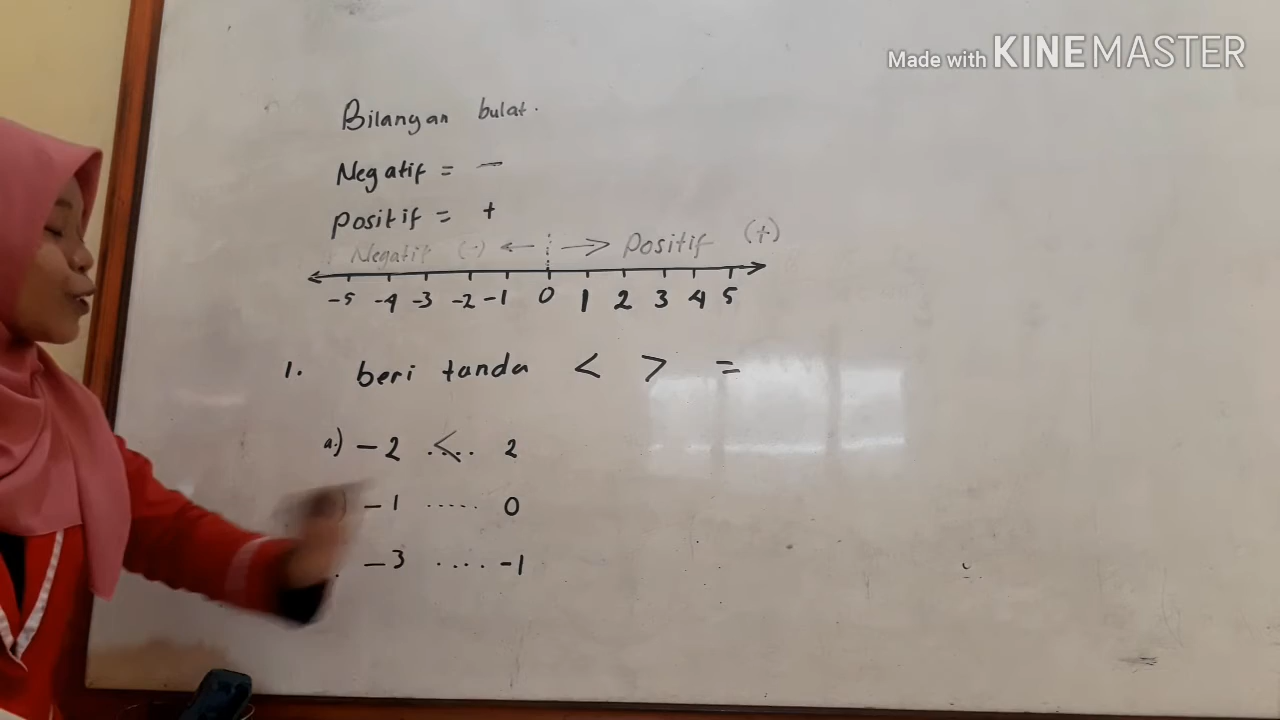 Made with KINEMASTER
Bilangan bulat.
Negatif = -
Positif = +
Negatif (-) ← → Positif (+)
-5 -4 -3 -2 -1 0 1 2 3 4 5
1. beri tanda < > =
a.) -2 .<.. 2
) -1 ..... 0
. -3 .... -1